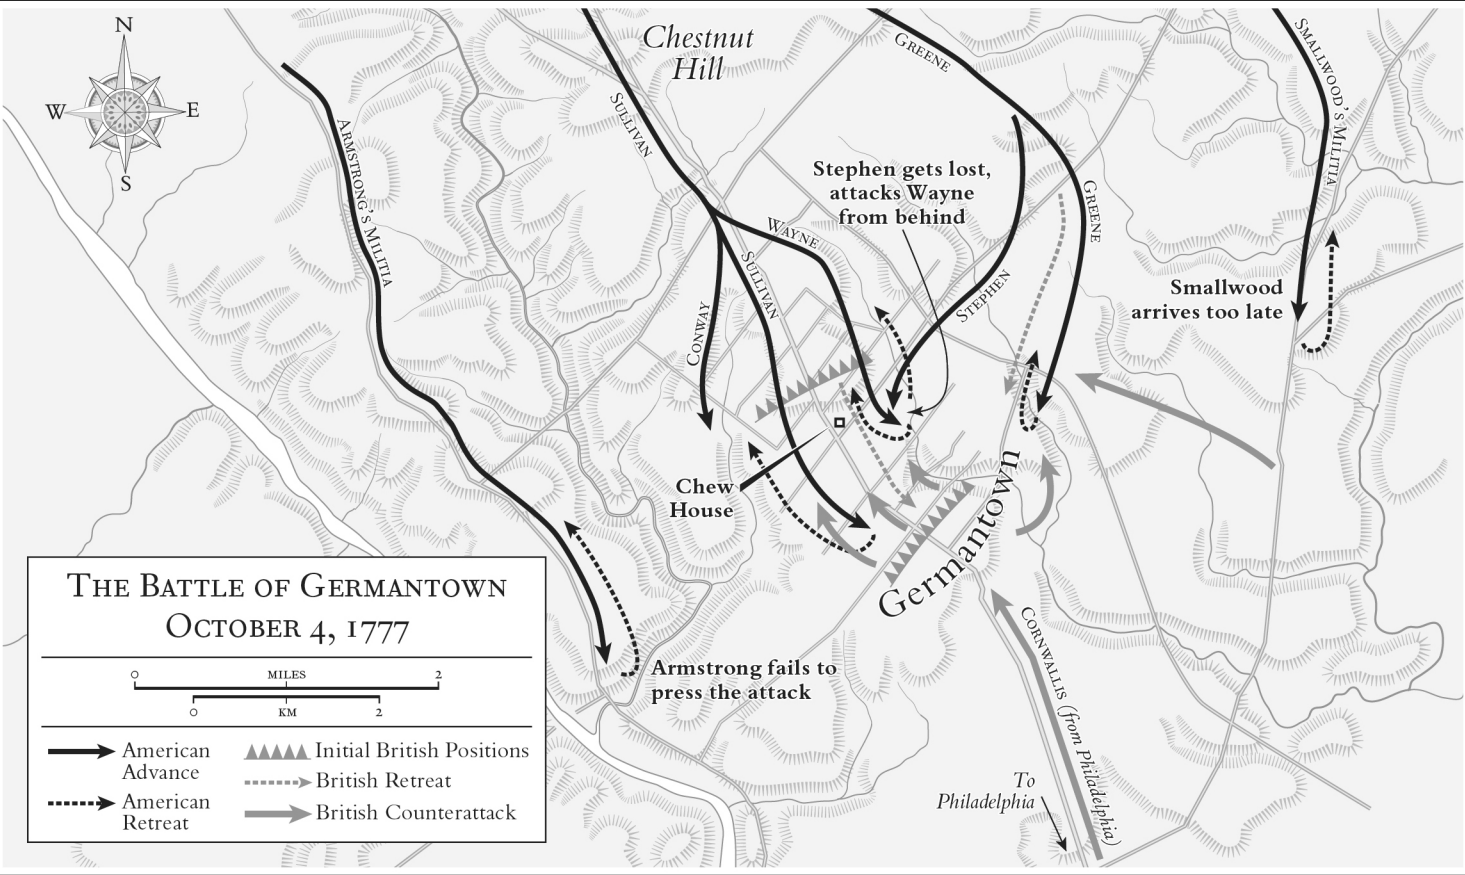 N
W
E
S
Chestnut
Hill
GREENE
SMALLWOOD'S MILITIA
SULLIVAN
ARMSTRONG'S MILITIA
Stephen gets lost,
attacks Wayne
from behind
GREENE
WAYNE
SULLIVAN
STEPHEN
CONWAY
Smallwood
arrives too late
Chew
House
Germantown
Armstrong fails to
press the attack
CORNWALLIS (from Philadelphia)
To
Philadelphia
THE BATTLE OF GERMANTOWN
OCTOBER 4, 1777
0 MILES 2
0 KM 2
American
Advance
American
Retreat
Initial British Positions
British Retreat
British Counterattack